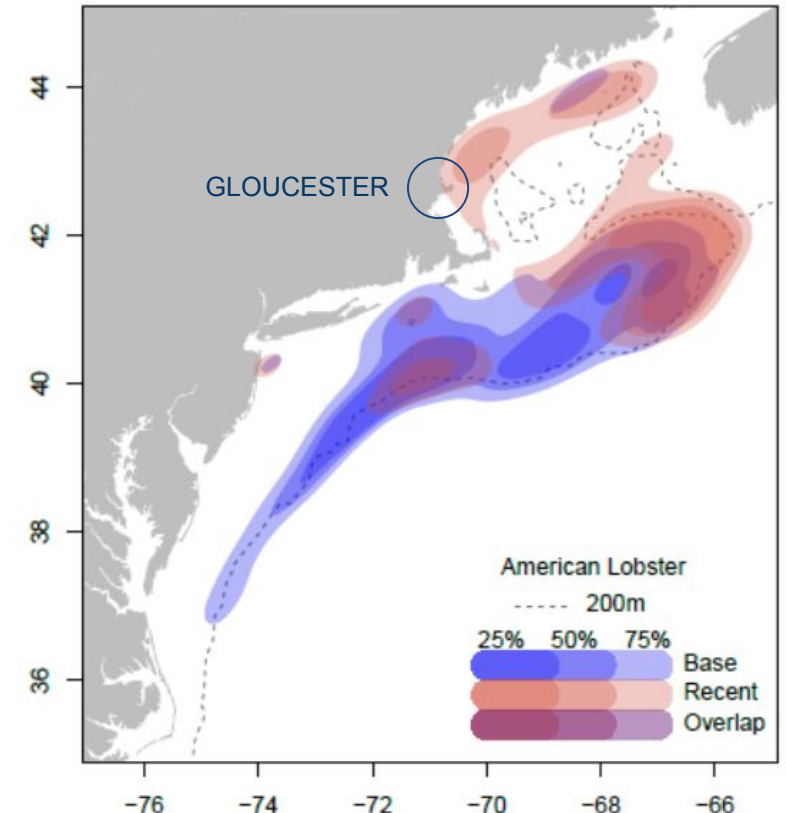 44
GLOUCESTER
42
40
38
American Lobster
200m
25% 50% 75%
Base
36
Recent
Overlap
−76 −74 −72 −70 −68 −66